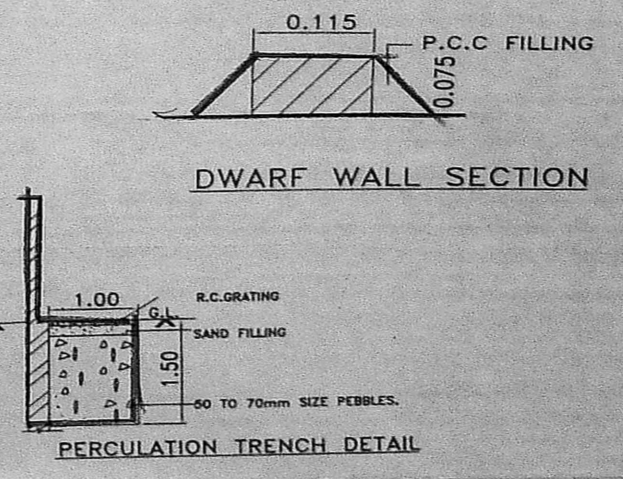 0.115
P.C.C FILLING
0.075
DWARF WALL SECTION
1.00
R.C.GRATING
G.L
SAND FILLING
1.50
50 TO 70mm SIZE PEBBLES.
PERCULATION TRENCH DETAIL